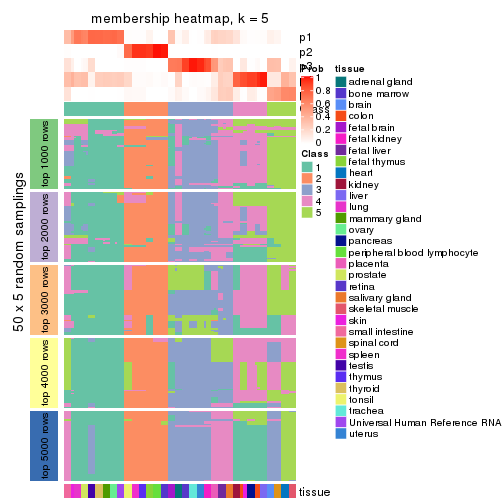 membership heatmap, k = 5
p1
p2
p3
Prob
1
0.8
0.6
0.4
0.2
0
Class
1
2
3
4
5
50 x 5 random samplings
top 1000 rows
top 2000 rows
top 3000 rows
top 4000 rows
top 5000 rows
tissue
tissue
adrenal gland
bone marrow
brain
colon
fetal brain
fetal kidney
fetal liver
fetal thymus
heart
kidney
liver
lung
mammary gland
ovary
pancreas
peripheral blood lymphocyte
placenta
prostate
retina
salivary gland
skeletal muscle
skin
small intestine
spinal cord
spleen
testis
thymus
thyroid
tonsil
trachea
Universal Human Reference RNA
uterus